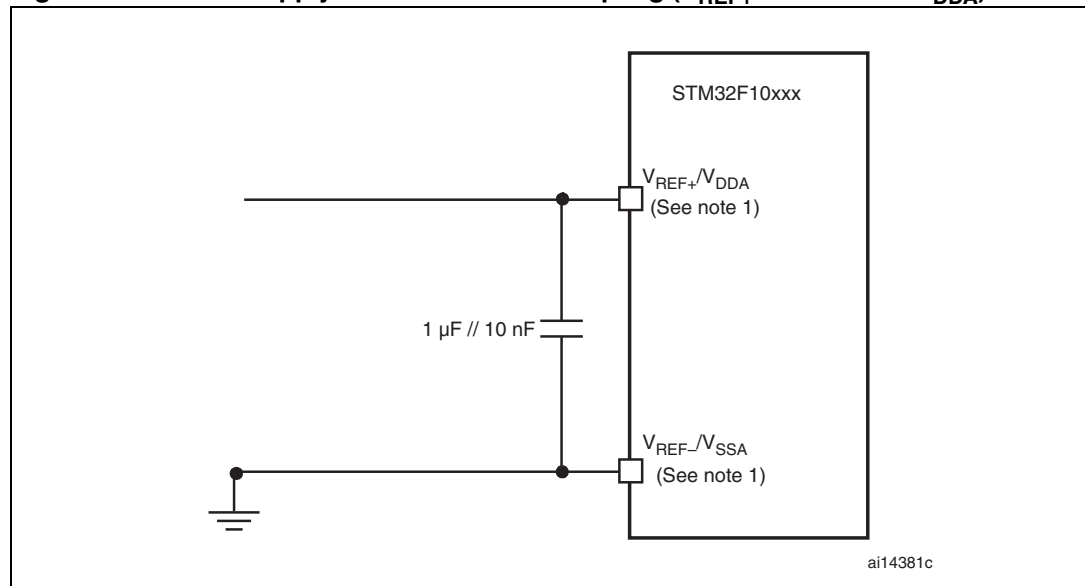 STM32F10xxx
VREF+/VDDA
(See note 1)
1 µF // 10 nF
VREF–/VSSA
(See note 1)
ai14381c